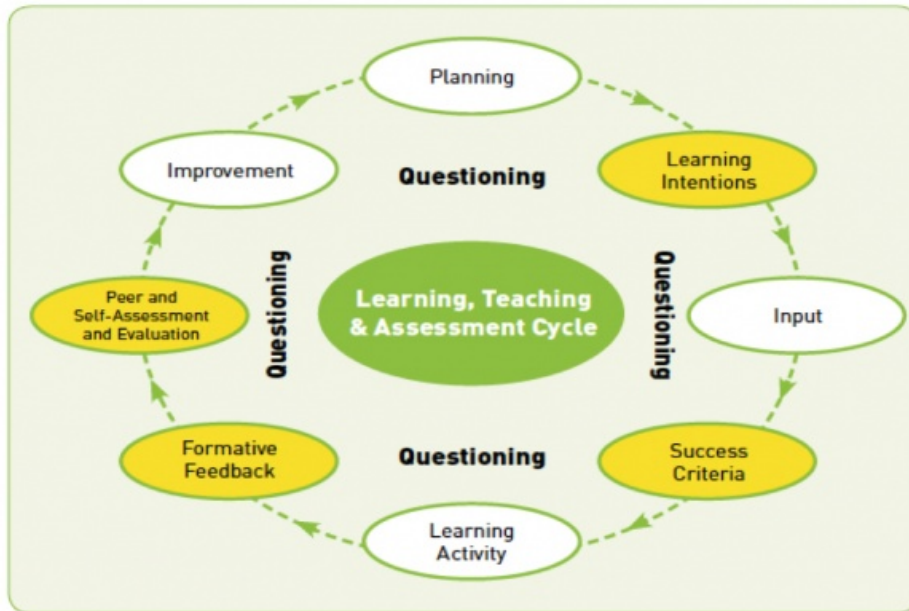 Planning
Learning
Intentions
Input
Success
Criteria
Learning
Activity
Formative
Feedback
Peer and
Self-Assessment
and Evaluation
Improvement
Questioning
Questioning
Questioning
Questioning
Learning, Teaching
& Assessment Cycle